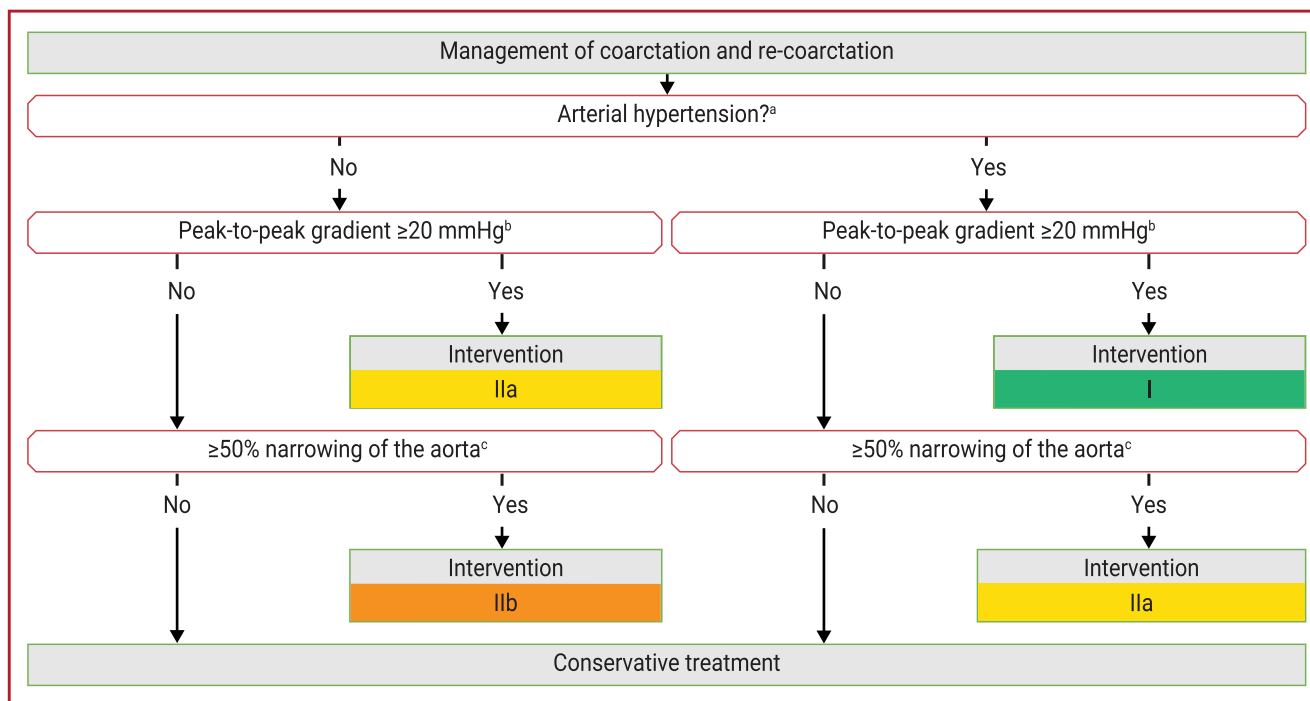 Management of coarctation and re-coarctation
Arterial hypertension?ᵃ
No
Yes
Peak-to-peak gradient ≥20 mmHgᵇ
Peak-to-peak gradient ≥20 mmHgᵇ
No
Yes
No
Yes
Intervention
IIa
Intervention
I
≥50% narrowing of the aortaᶜ
≥50% narrowing of the aortaᶜ
No
Yes
No
Yes
Intervention
IIb
Intervention
IIa
Conservative treatment